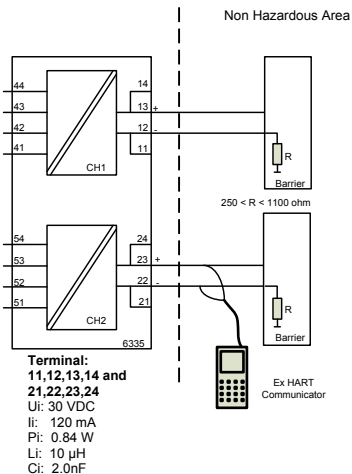 Non Hazardous Area
44
43
42
41
14
13 +
12 -
11
CH1
R
Barrier
250 < R < 1100 ohm
54
53
52
51
24
23 +
22 -
21
CH2
6335
R
Barrier
Ex HART
Communicator
Terminal:
11,12,13,14 and
21,22,23,24
Ui: 30 VDC
Ii: 120 mA
Pi: 0.84 W
Li: 10 µH
Ci: 2.0nF